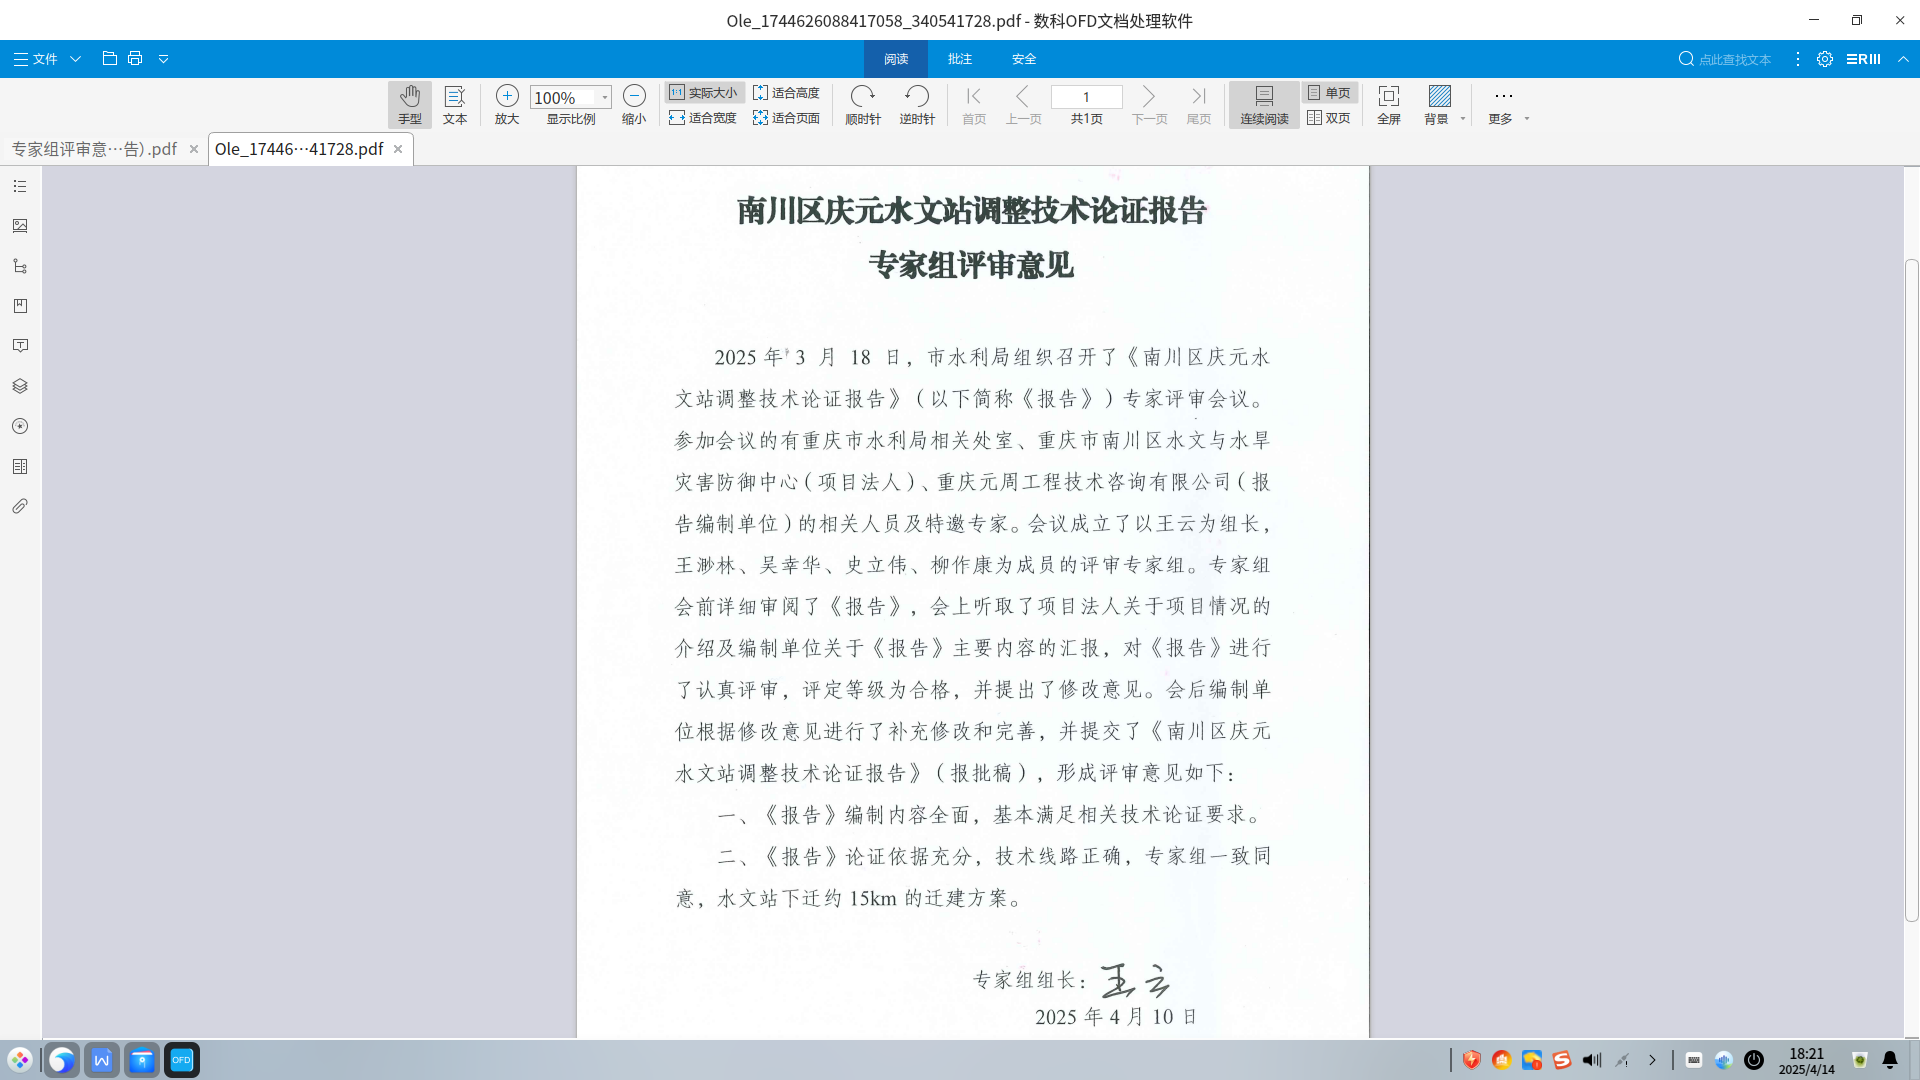 Ole_1744626088417058_340541728.pdf - 数科OFD文档处理软件
文件
阅读
批注
安全
点此查找文本
手型
文本
放大
100%
显示比例
缩小
实际大小
适合宽度
适合高度
适合页面
顺时针
逆时针
首页
上一页
1
共1页
下一页
尾页
连续阅读
单页
双页
全屏
背景
更多
专家组评审意…告).pdf
Ole_17446…41728.pdf
南川区庆元水文站调整技术论证报告
专家组评审意见
2025年 3 月 18 日，市水利局组织召开了《南川区庆元水
文站调整技术论证报告》（以下简称《报告》）专家评审会议。
参加会议的有重庆市水利局相关处室、重庆市南川区水文与水旱
灾害防御中心（项目法人）、重庆元周工程技术咨询有限公司（报
告编制单位）的相关人员及特邀专家。会议成立了以王云为组长，
王渺林、吴幸华、史立伟、柳作康为成员的评审专家组。专家组
会前详细审阅了《报告》，会上听取了项目法人关于项目情况的
介绍及编制单位关于《报告》主要内容的汇报，对《报告》进行
了认真评审，评定等级为合格，并提出了修改意见。会后编制单
位根据修改意见进行了补充修改和完善，并提交了《南川区庆元
水文站调整技术论证报告》（报批稿），形成评审意见如下：
一、《报告》编制内容全面，基本满足相关技术论证要求。
二、《报告》论证依据充分，技术线路正确，专家组一致同
意，水文站下迁约 15km 的迁建方案。
专家组组长：王云
2025 年 4 月 10 日
OFD
18:21
2025/4/14